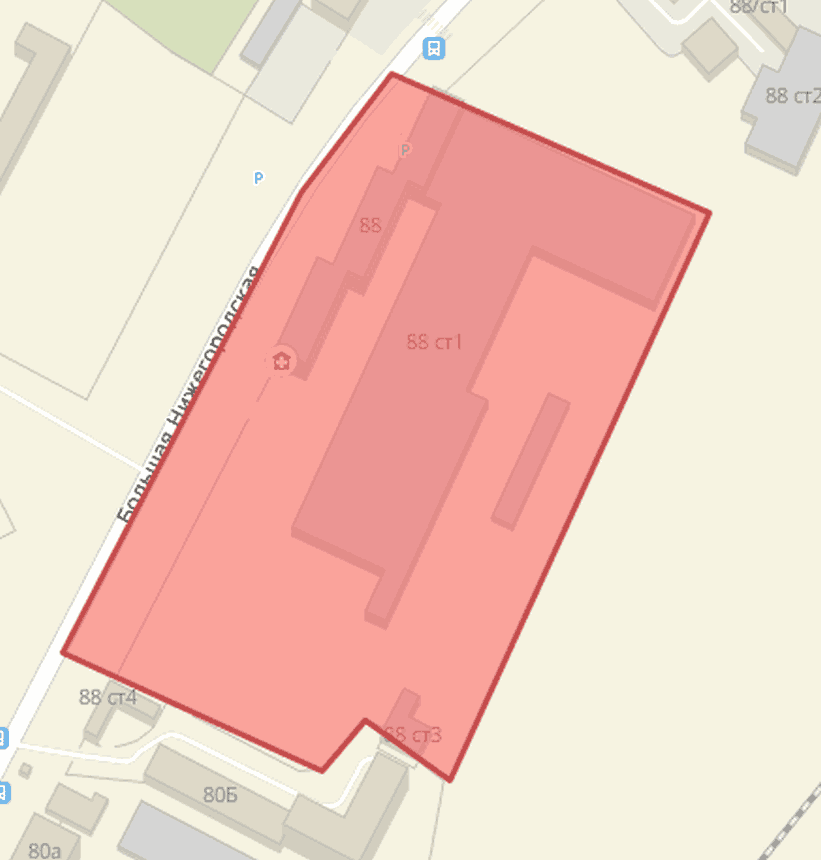 88/ст1
88 ст2
P
P
88
Большая Нижегородская
88 ст1
88 ст4
88 ст3
80Б
80а